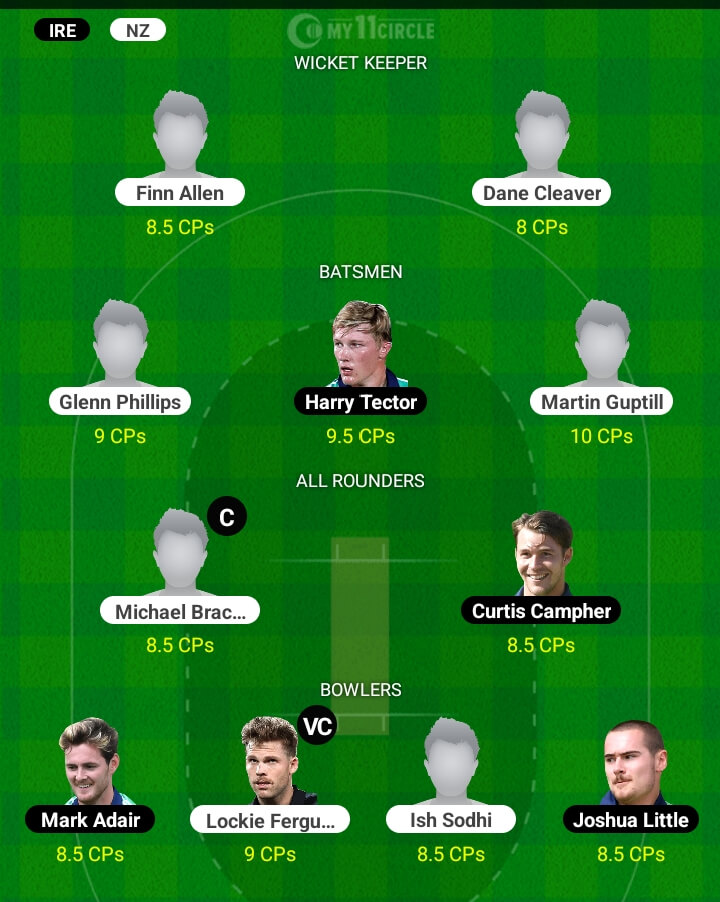 IRE NZ MY11CIRCLE
WICKET KEEPER
Finn Allen Dane Cleaver
8.5 CPs 8 CPs
BATSMEN
Glenn Phillips Harry Tector Martin Guptill
9 CPs 9.5 CPs 10 CPs
ALL ROUNDERS
C
Michael Brac... Curtis Campher
8.5 CPs 8.5 CPs
BOWLERS
VC
Mark Adair Lockie Fergu... Ish Sodhi Joshua Little
8.5 CPs 9 CPs 8.5 CPs 8.5 CPs